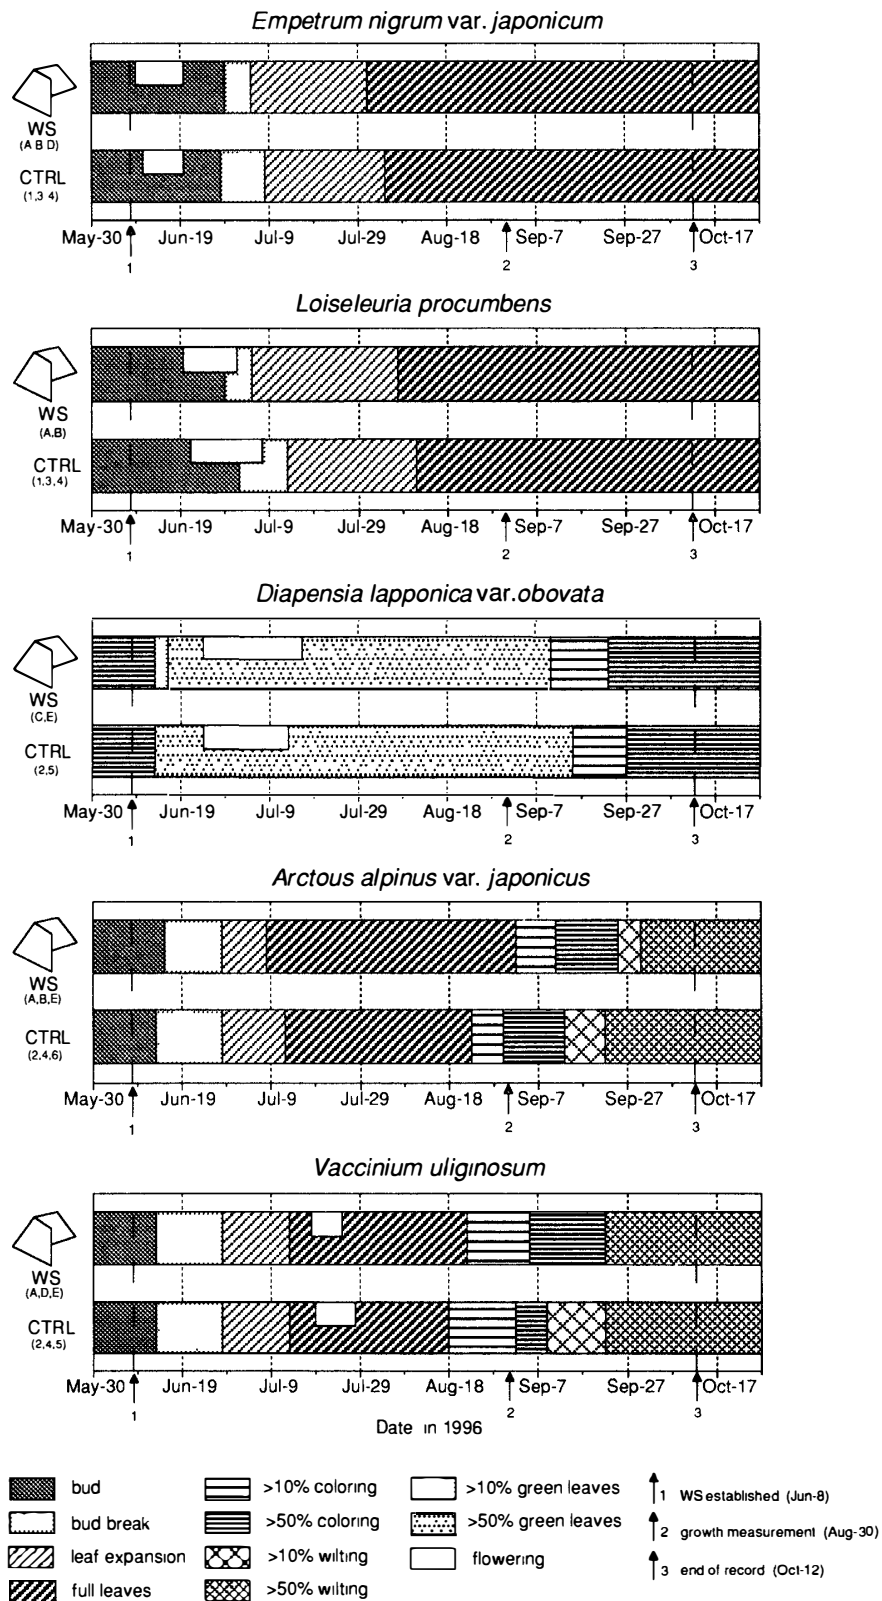 Empetrum nigrum var. japonicum
WS
(A B D)
CTRL
(1,3 4)
May-30 Jun-19 Jul-9 Jul-29 Aug-18 Sep-7 Sep-27 Oct-17
1 2 3
Loiseleuria procumbens
WS
(A,B)
CTRL
(1,3,4)
May-30 Jun-19 Jul-9 Jul-29 Aug-18 Sep-7 Sep-27 Oct-17
1 2 3
Diapensia lapponica var.obovata
WS
(C,E)
CTRL
(2,5)
May-30 Jun-19 Jul-9 Jul-29 Aug-18 Sep-7 Sep-27 Oct-17
1 2 3
Arctous alpinus var. japonicus
WS
(A,B,E)
CTRL
(2,4,6)
May-30 Jun-19 Jul-9 Jul-29 Aug-18 Sep-7 Sep-27 Oct-17
1 2 3
Vaccinium uliginosum
WS
(A,D,E)
CTRL
(2,4,5)
May-30 Jun-19 Jul-9 Jul-29 Aug-18 Sep-7 Sep-27 Oct-17
1 2 3
Date in 1996
bud >10% coloring >10% green leaves 1 WS established (Jun-8)
bud break >50% coloring >50% green leaves 2 growth measurement (Aug-30)
leaf expansion >10% wilting flowering 3 end of record (Oct-12)
full leaves >50% wilting